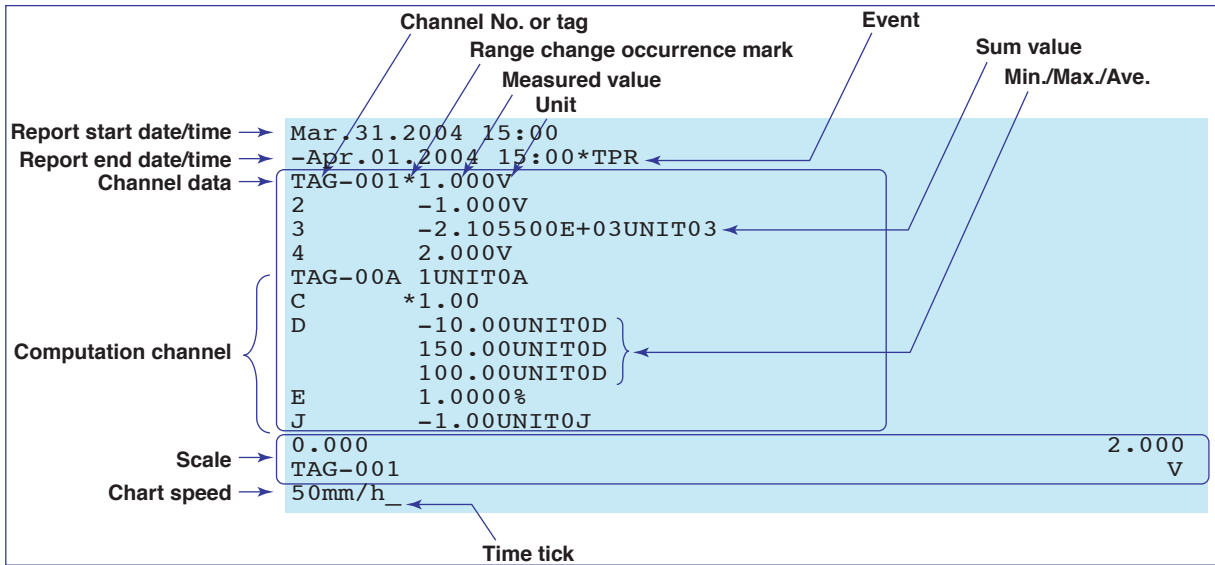 Channel No. or tag
Event
Range change occurrence mark
Sum value
Measured value
Min./Max./Ave.
Unit
Report start date/time
Mar.31.2004 15:00
Report end date/time
-Apr.01.2004 15:00*TPR
Channel data
TAG-001*1.000V
2 -1.000V
3 -2.105500E+03UNIT03
4 2.000V
TAG-00A 1UNIT0A
C *1.00
D -10.00UNIT0D
150.00UNIT0D
Computation channel
100.00UNIT0D
E 1.0000%
J -1.00UNIT0J
0.000 2.000
Scale
TAG-001 V
Chart speed
50mm/h_
Time tick